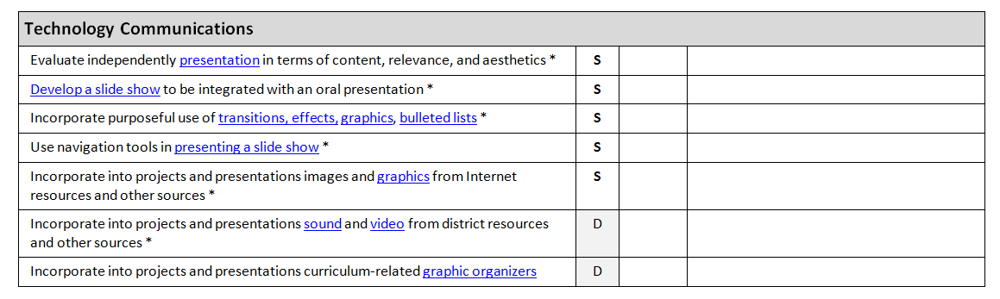 Technology Communications
Evaluate independently presentation in terms of content, relevance, and aesthetics * S
Develop a slide show to be integrated with an oral presentation * S
Incorporate purposeful use of transitions, effects, graphics, bulleted lists * S
Use navigation tools in presenting a slide show * S
Incorporate into projects and presentations images and graphics from Internet S
resources and other sources *
Incorporate into projects and presentations sound and video from district resources D
and other sources *
Incorporate into projects and presentations curriculum-related graphic organizers D